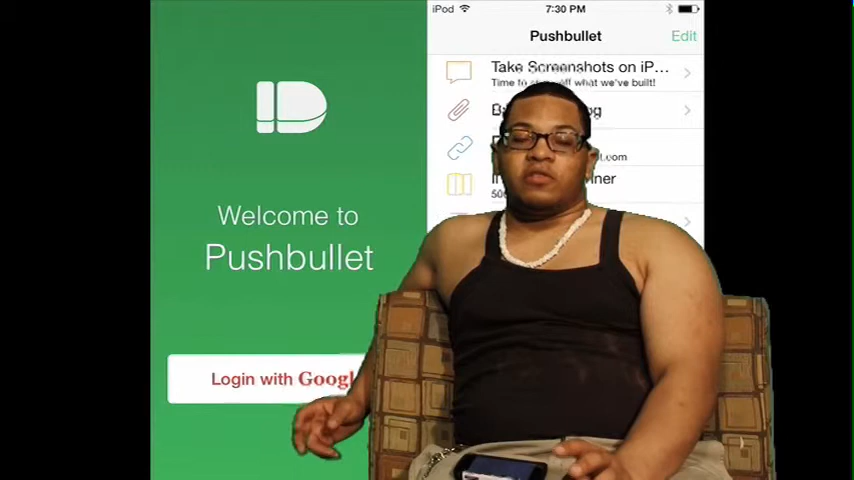 iPod
7:30 PM
Pushbullet
Edit
Take Screenshots on iP...
Time to show off what we've built!
Welcome to
Pushbullet
Login with Googl